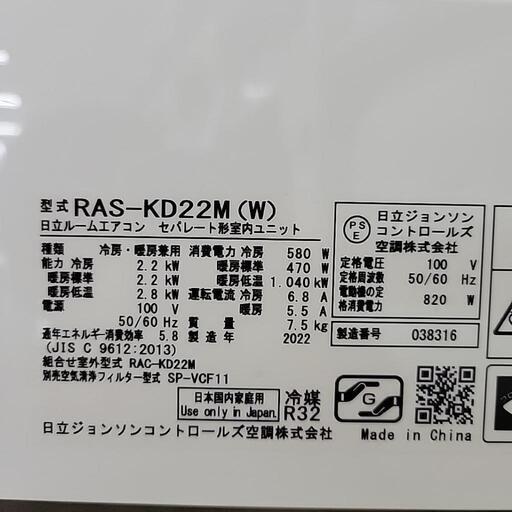 型式 RAS-KD22M(W)
日立ルームエアコン セパレート形室内ユニット
種類 冷房・暖房兼用
能力 冷房 2.2 kW
暖房標準 2.2 kW
暖房低温 2.8 kW
電源 100 V
50/60 Hz
通年エネルギー消費効率 5.8
(JIS C 9612:2013)
組合せ室外型式 RAC-KD22M
別売空気清浄フィルター型式 SP-VCF11
消費電力 冷房 580 W
暖房標準 470 W
暖房低温 1.040 kW
運転電流 冷房 6.8 A
暖房 5.5 A
質量 7.5 kg
製造年 2022
PSE
日立ジョンソン
コントロールズ
空調株式会社
定格電圧 100 V
定格周波数 50/60 Hz
電動機の定
格消費電力 820 W
製造番号 038316
日本国内家庭用
Use only in Japan.
冷媒
R32
G
日立ジョンソンコントロールズ空調株式会社
Made in China